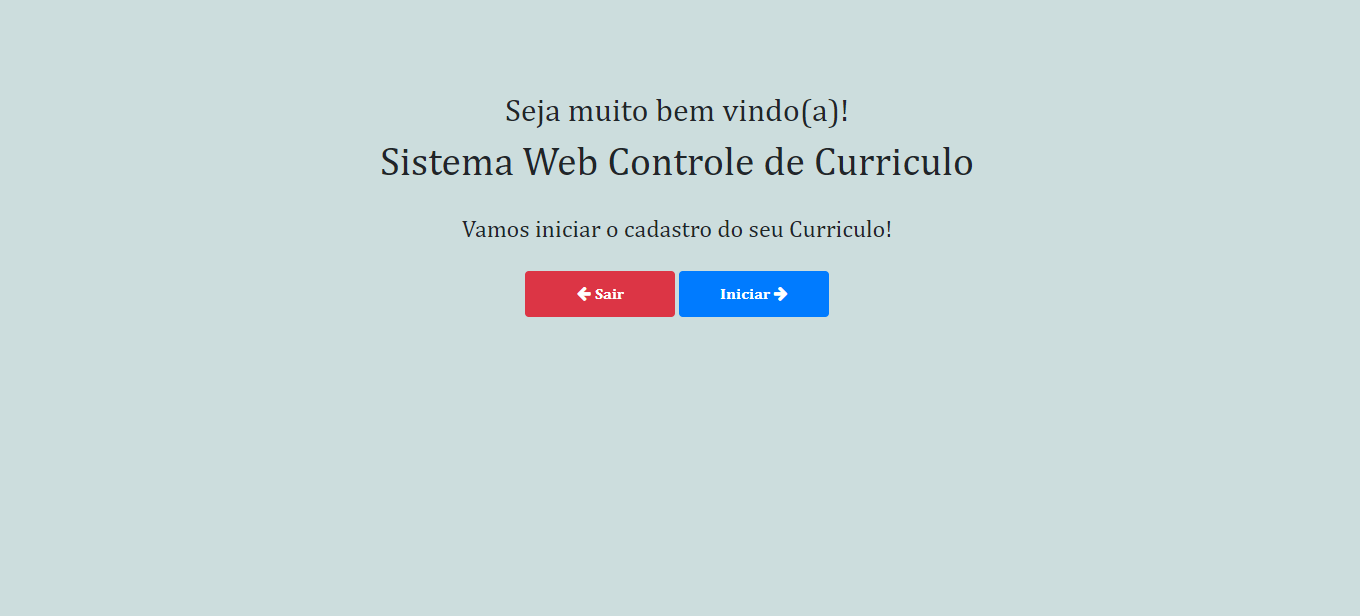 Seja muito bem vindo(a)!
Sistema Web Controle de Curriculo
Vamos iniciar o cadastro do seu Curriculo!
Sair
Iniciar